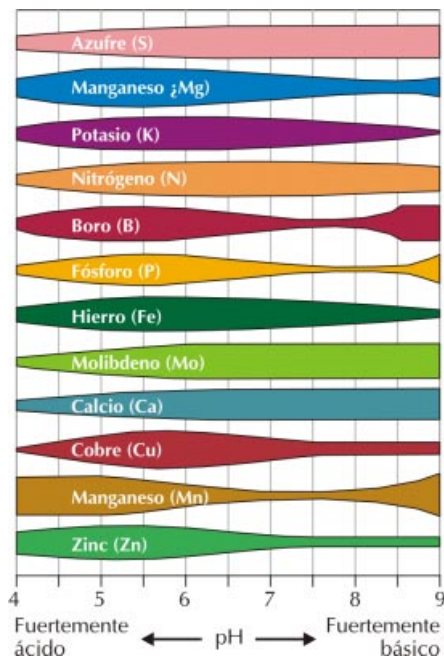 Azufre (S)
Manganeso ¿Mg)
Potasio (K)
Nitrógeno (N)
Boro (B)
Fósforo (P)
Hierro (Fe)
Molibdeno (Mo)
Calcio (Ca)
Cobre (Cu)
Manganeso (Mn)
Zinc (Zn)
4 5 6 7 8 9
Fuertemente ácido
pH
Fuertemente básico